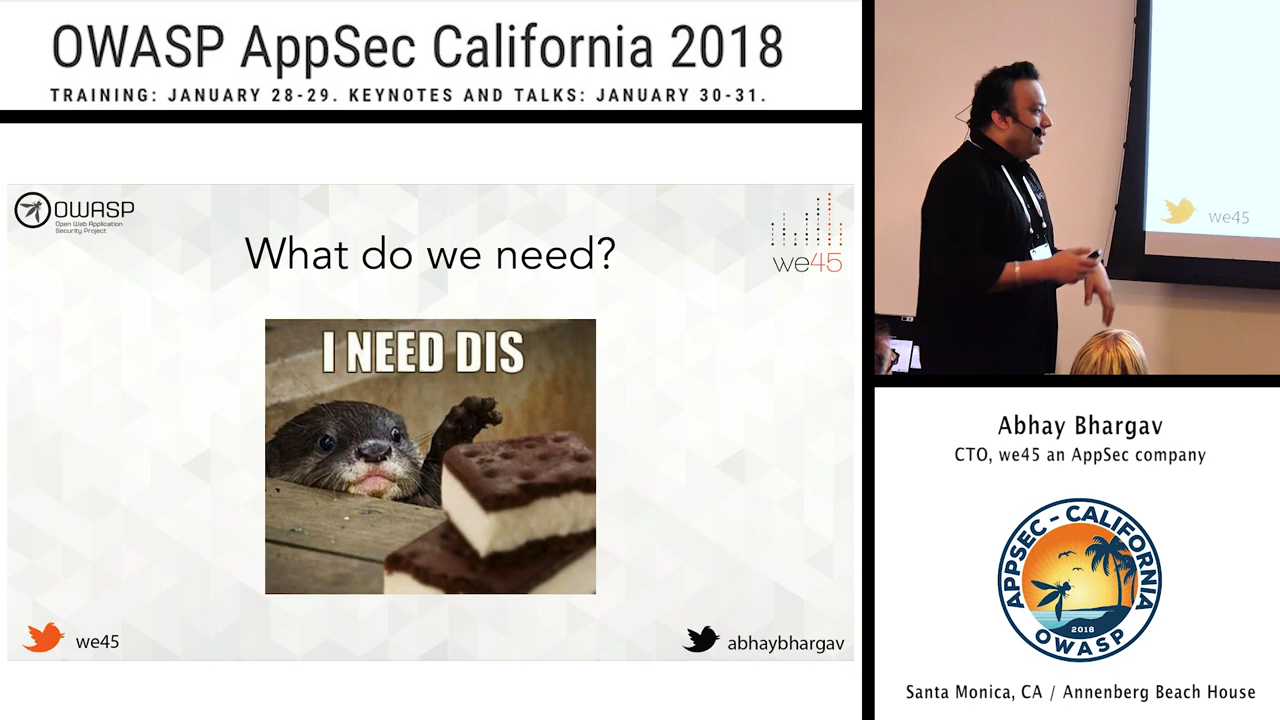 OWASP AppSec California 2018
TRAINING: JANUARY 28-29. KEYNOTES AND TALKS: JANUARY 30-31.
OWASP
Open Web Application
Security Project
What do we need?
we45
I NEED DIS
we45
abhaybhargav
we45
Abhay Bhargav
CTO, we45 an AppSec company
APPSEC - CALIFORNIA
2018
OWASP
Santa Monica, CA / Annenberg Beach House